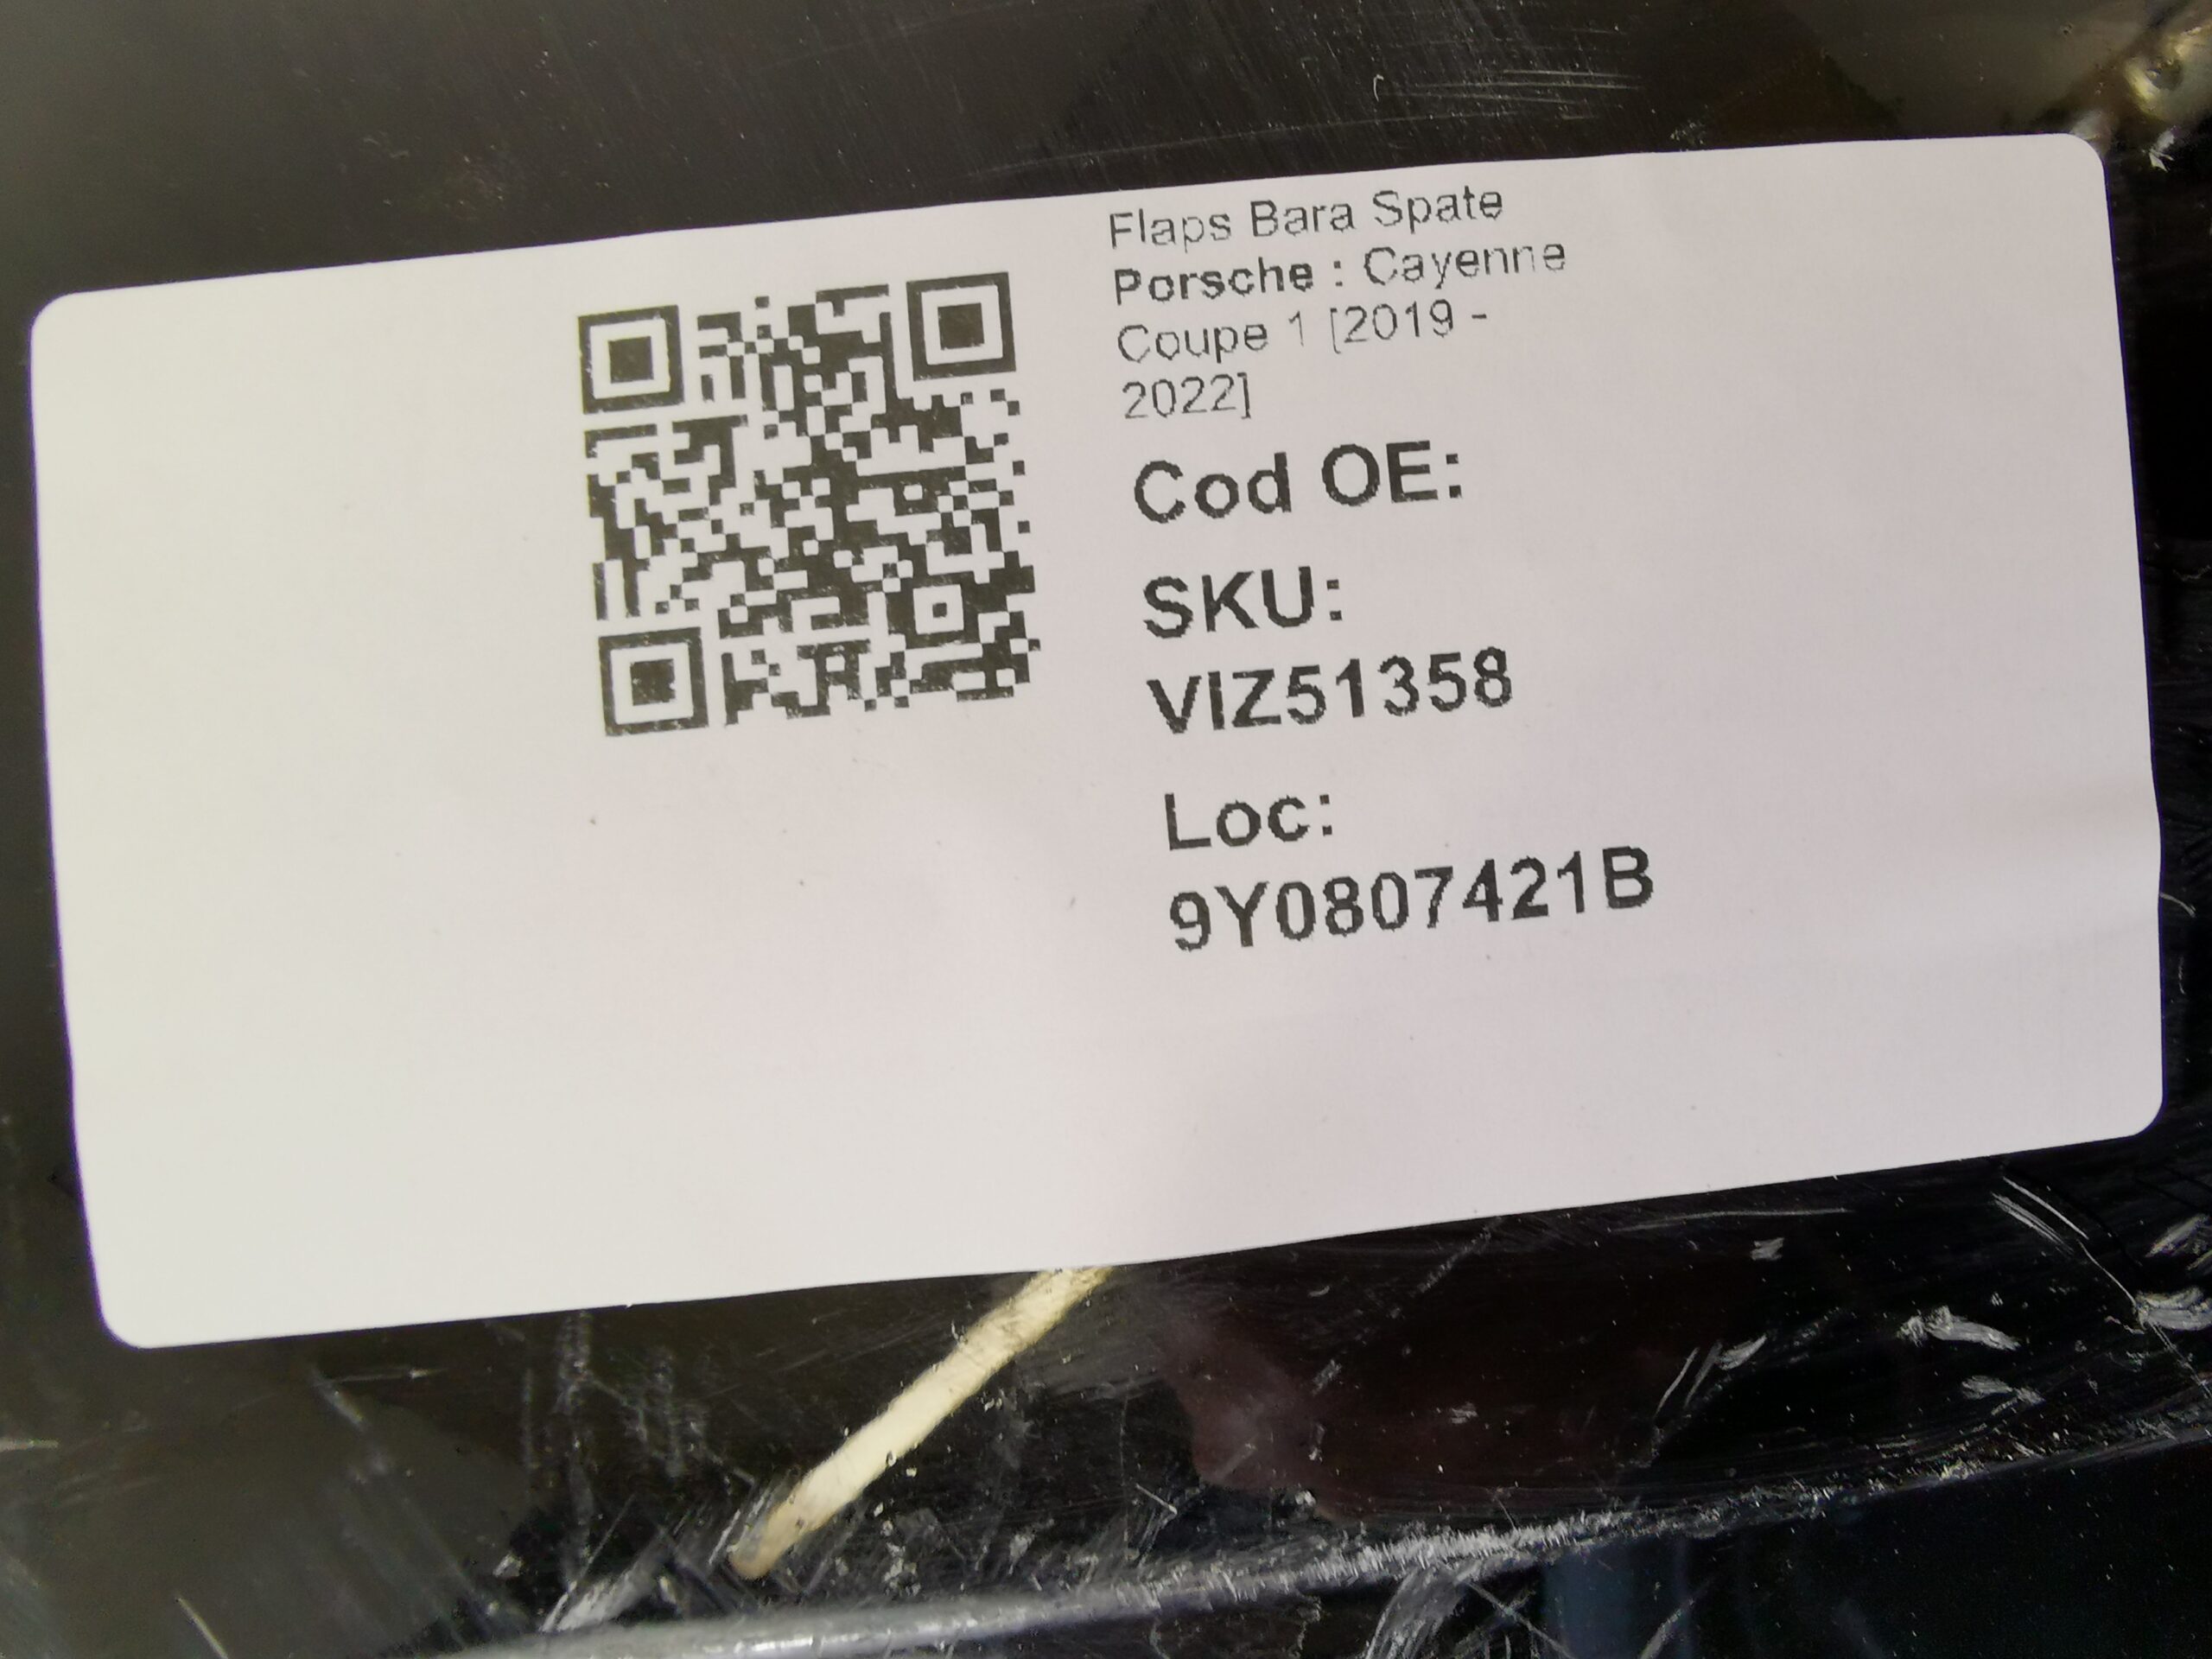 Flaps Bara Spate
Porsche : Cayenne
Coupe 1 [2019 -
2022]
Cod OE:
SKU:
VIZ51358
Loc:
9Y0807421B